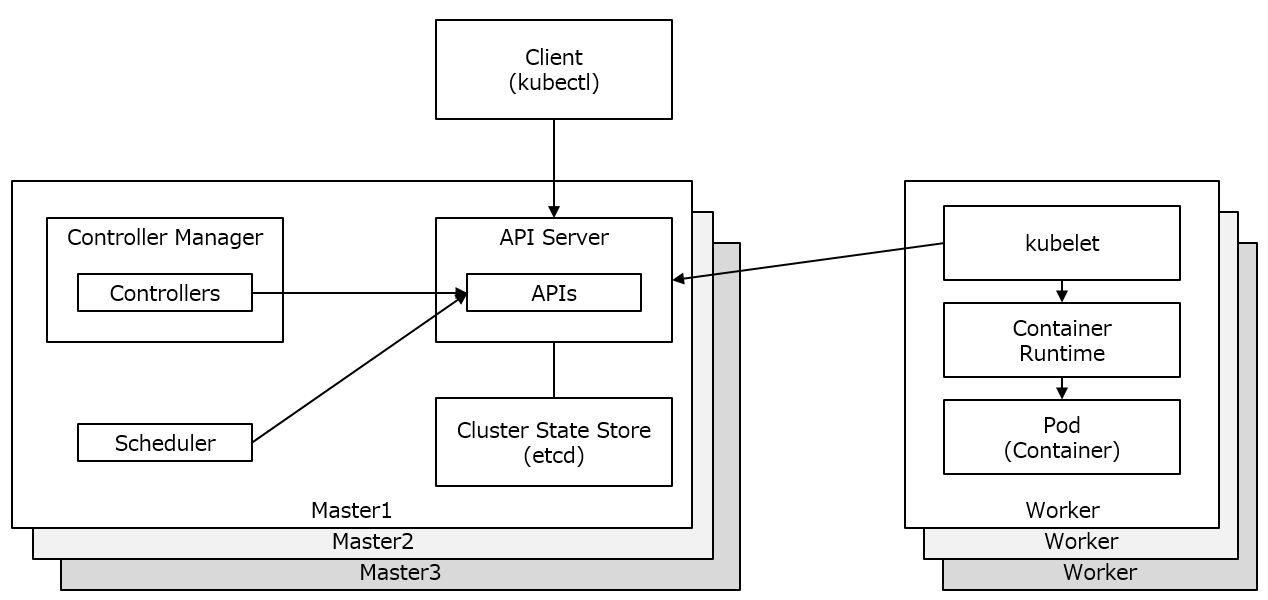 Client
(kubectl)
Controller Manager
Controllers
API Server
APIs
Scheduler
Cluster State Store
(etcd)
Master1
Master2
Master3
kubelet
Container
Runtime
Pod
(Container)
Worker
Worker
Worker